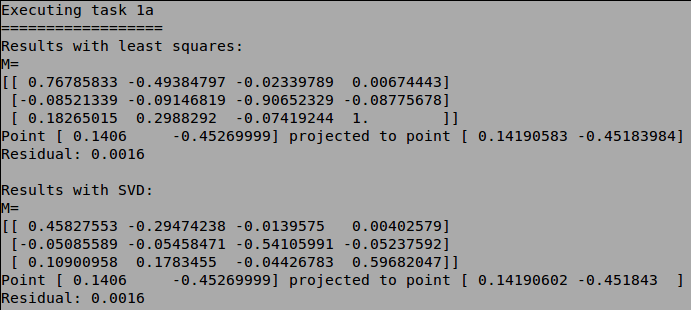 Executing task 1a
==================
Results with least squares:
M=
[[ 0.76785833 -0.49384797 -0.02339789  0.00674443]
 [-0.08521339 -0.09146819 -0.90652329 -0.08775678]
 [ 0.18265015  0.2988292  -0.07419244  1.        ]]
Point [ 0.1406     -0.45269999] projected to point [ 0.14190583 -0.45183984]
Residual: 0.0016

Results with SVD:
M=
[[ 0.45827553 -0.29474238 -0.0139575   0.00402579]
 [-0.05085589 -0.05458471 -0.54105991 -0.05237592]
 [ 0.10900958  0.1783455  -0.04426783  0.59682047]]
Point [ 0.1406     -0.45269999] projected to point [ 0.14190602 -0.451843  ]
Residual: 0.0016